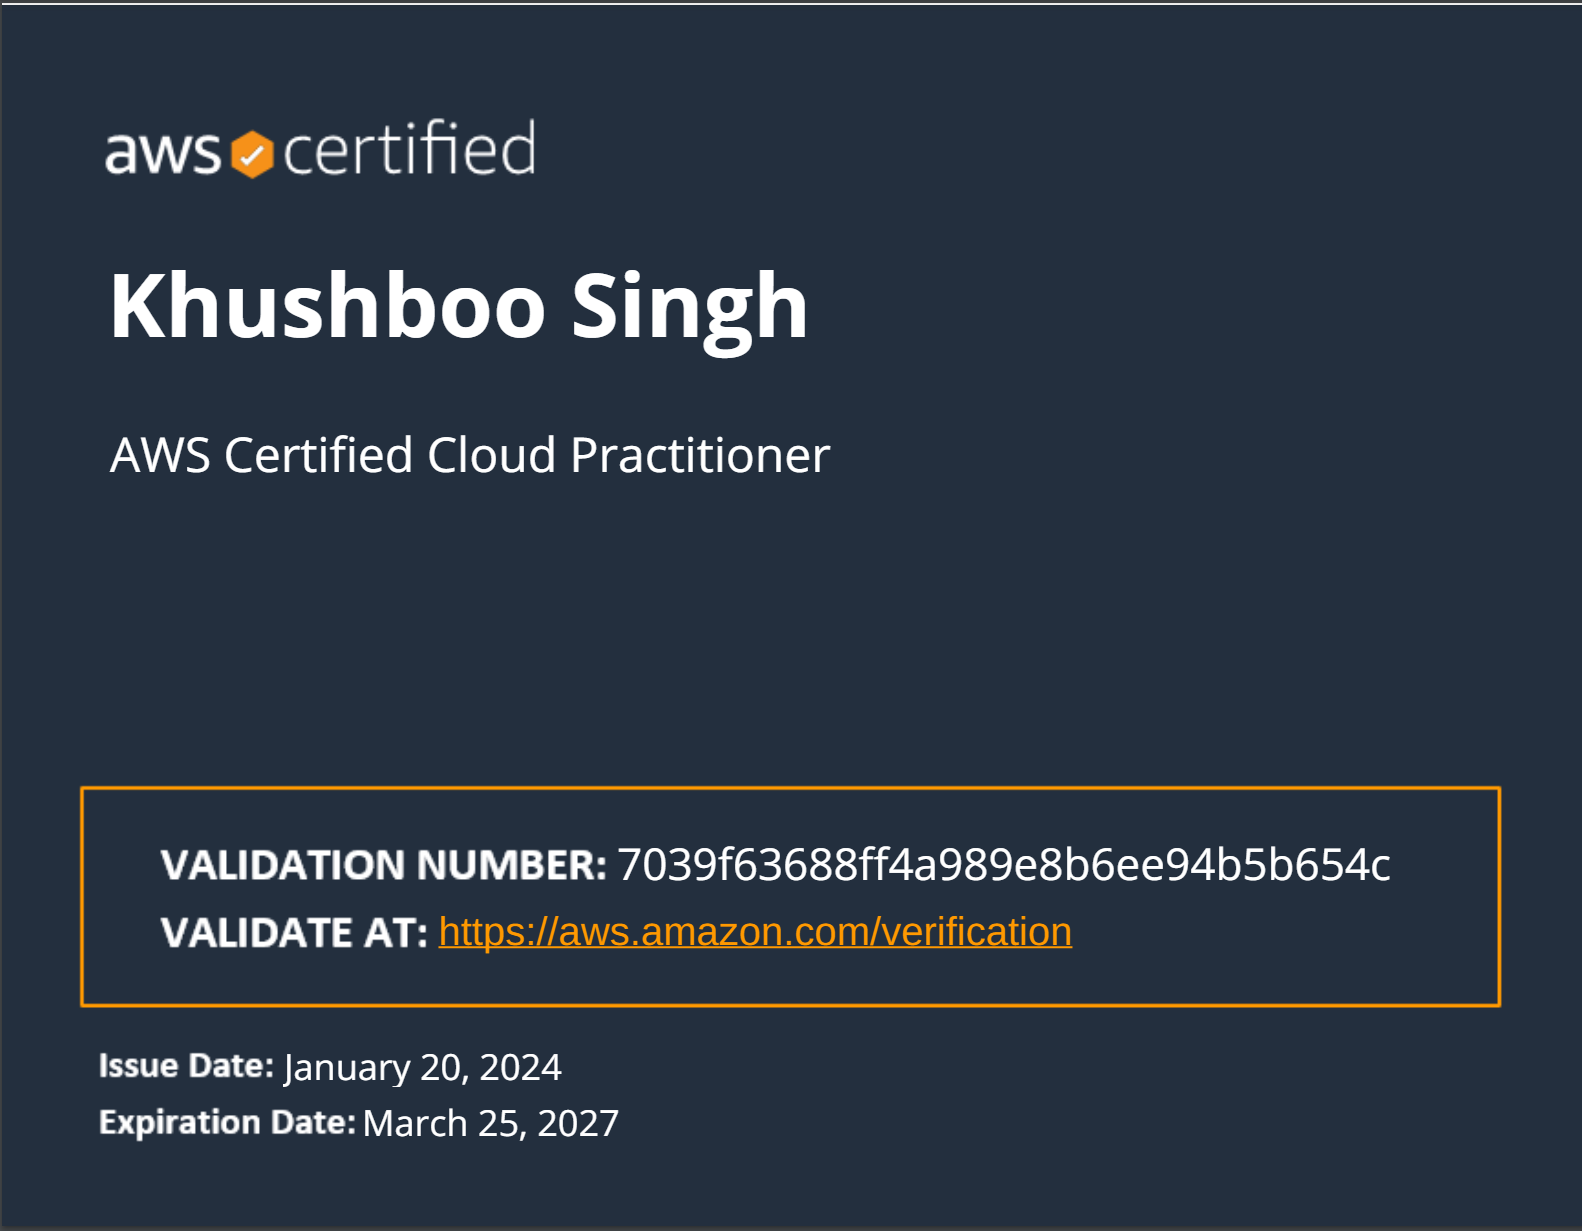 aws certified
Khushboo Singh
AWS Certified Cloud Practitioner
VALIDATION NUMBER: 7039f63688ff4a989e8b6ee94b5b654c
VALIDATE AT: https://aws.amazon.com/verification
Issue Date: January 20, 2024
Expiration Date: March 25, 2027